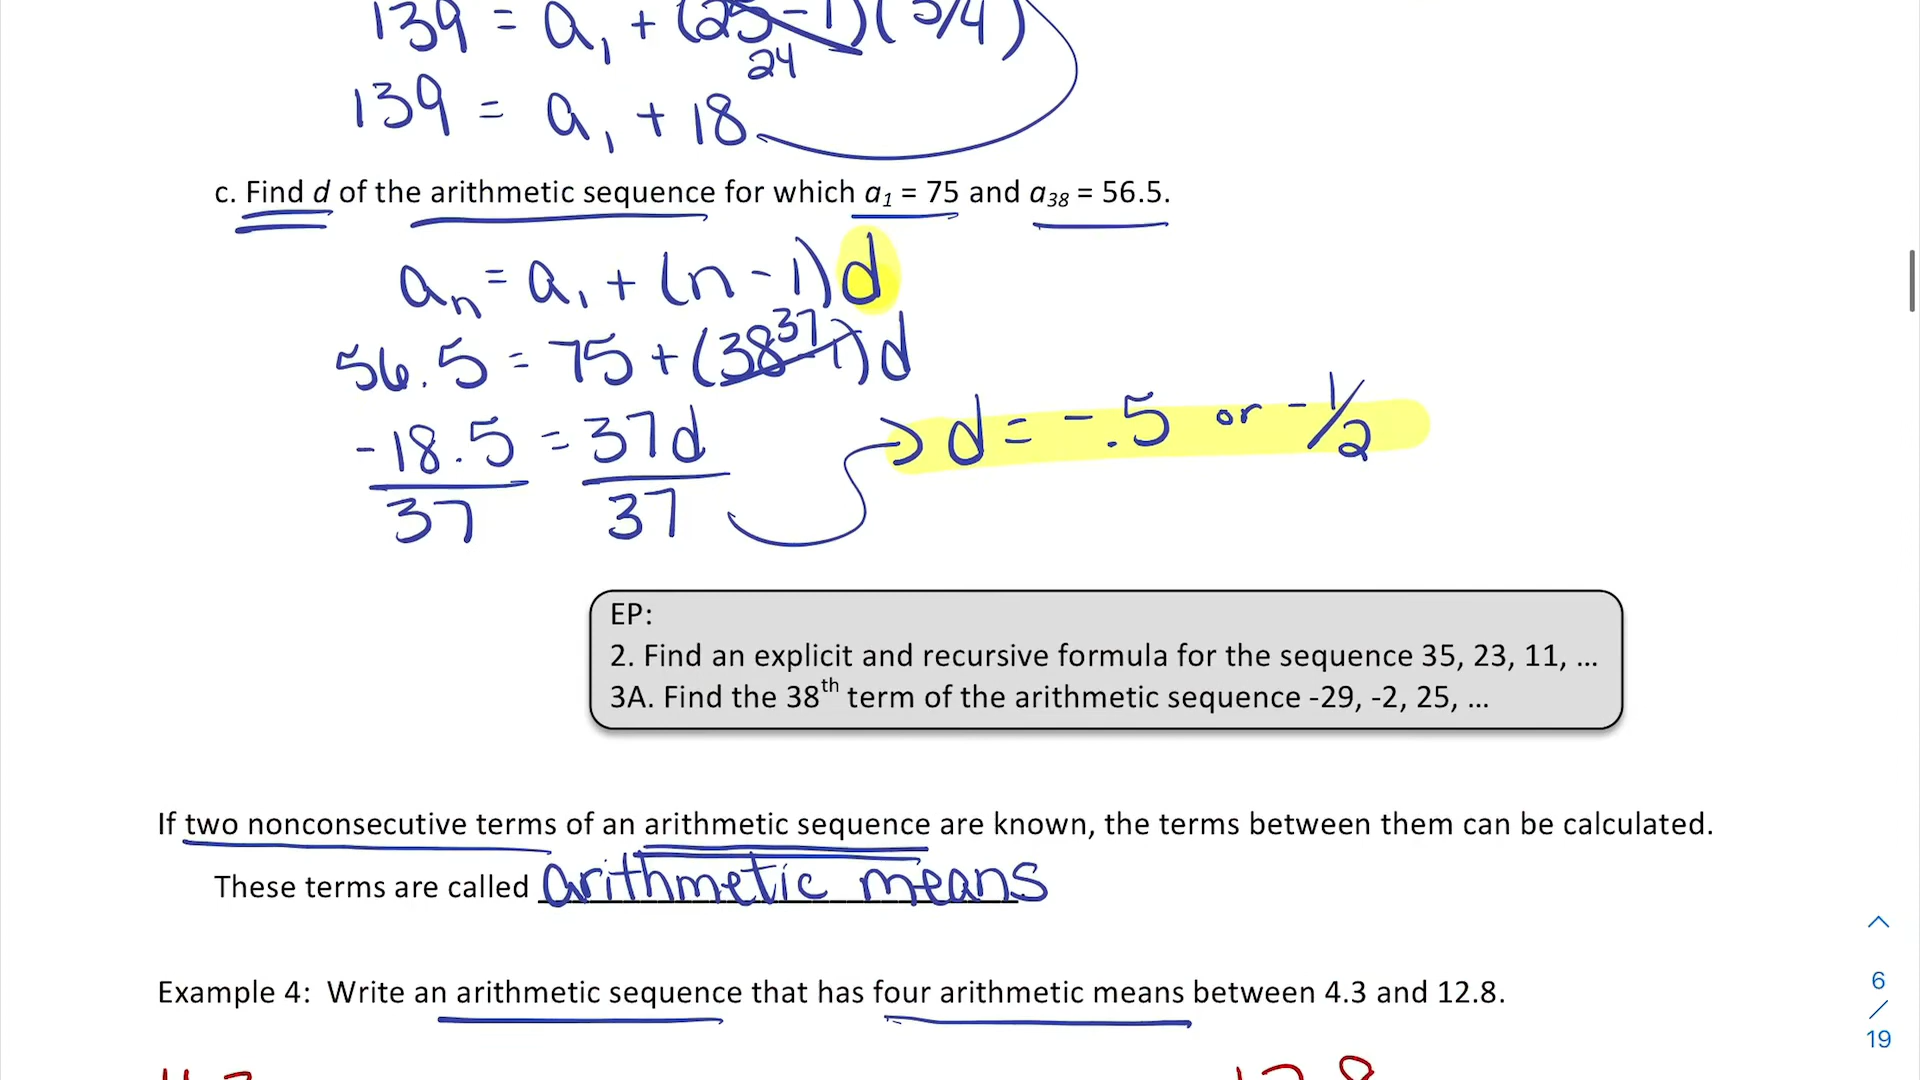 139 = a₁ + (25-1)(3/4)
24
139 = a₁ + 18
c. Find d of the arithmetic sequence for which a₁ = 75 and a₃₈ = 56.5.
aₙ = a₁ + (n-1)d
56.5 = 75 + (38-1)d
37
-18.5 = 37d
37 37
d = -.5 or -1/2
EP:
2. Find an explicit and recursive formula for the sequence 35, 23, 11, ...
3A. Find the 38th term of the arithmetic sequence -29, -2, 25, ...
If two nonconsecutive terms of an arithmetic sequence are known, the terms between them can be calculated.
These terms are called arithmetic means
Example 4: Write an arithmetic sequence that has four arithmetic means between 4.3 and 12.8.
6
/
19